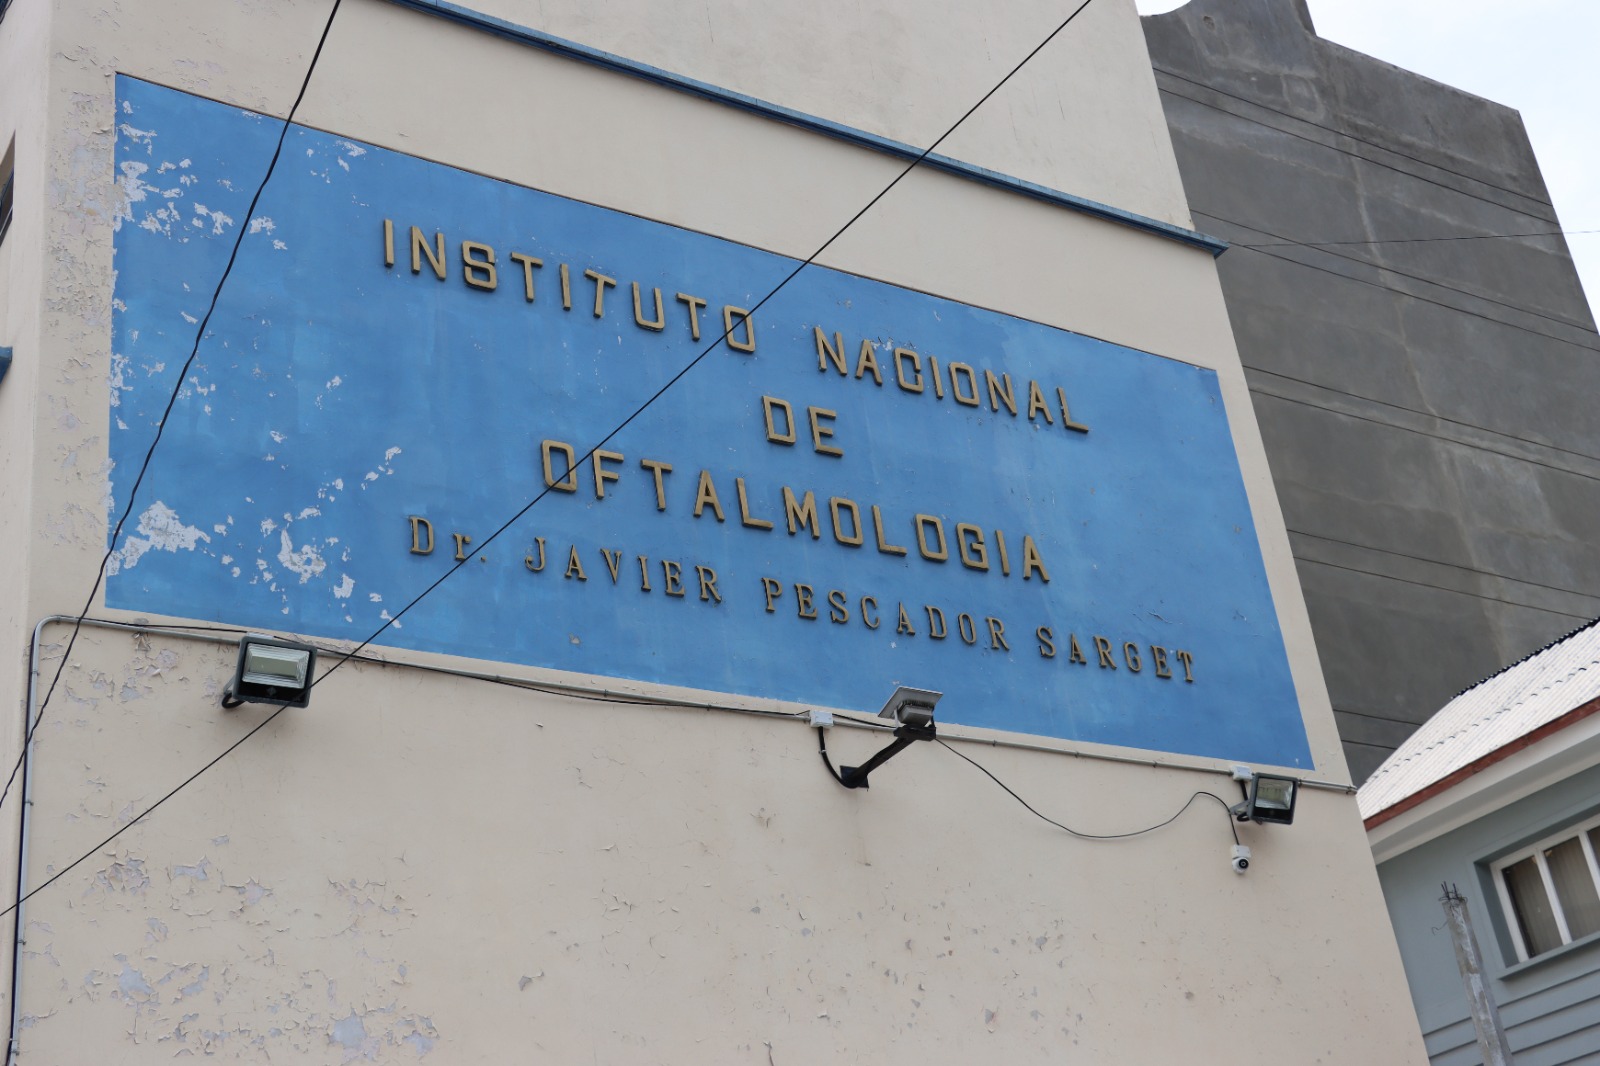 INSTITUTO NACIONAL
DE
OFTALMOLOGIA
Dr. JAVIER PESCADOR SARGET